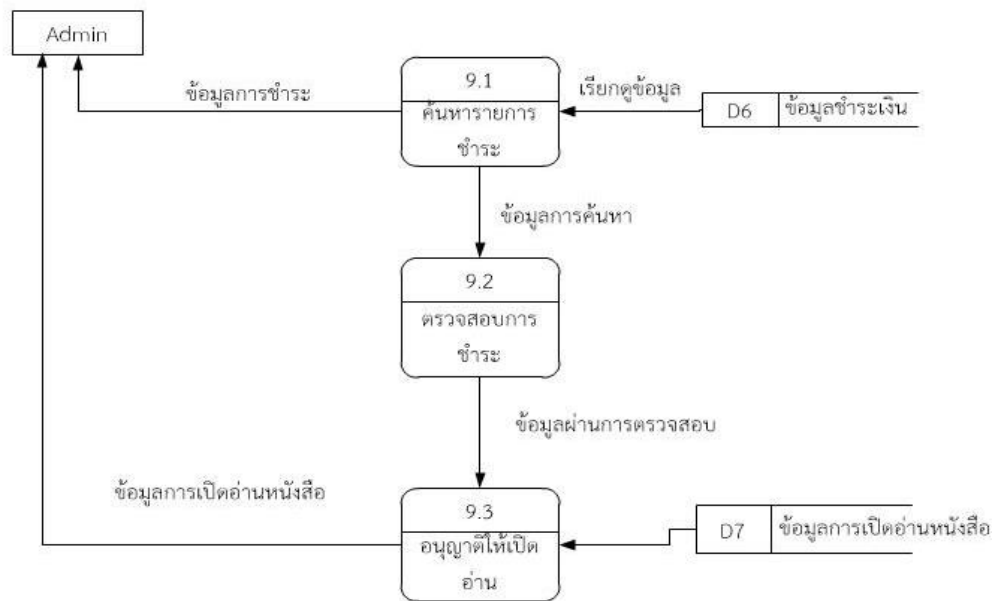 Admin
9.1
ค้นหารายการ
ชำระ
ข้อมูลการชำระ
เรียกดูข้อมูล
D6
ข้อมูลชำระเงิน
ข้อมูลการค้นหา
9.2
ตรวจสอบการ
ชำระ
ข้อมูลผ่านการตรวจสอบ
ข้อมูลการเปิดอ่านหนังสือ
9.3
อนุญาติให้เปิด
อ่าน
D7
ข้อมูลการเปิดอ่านหนังสือ